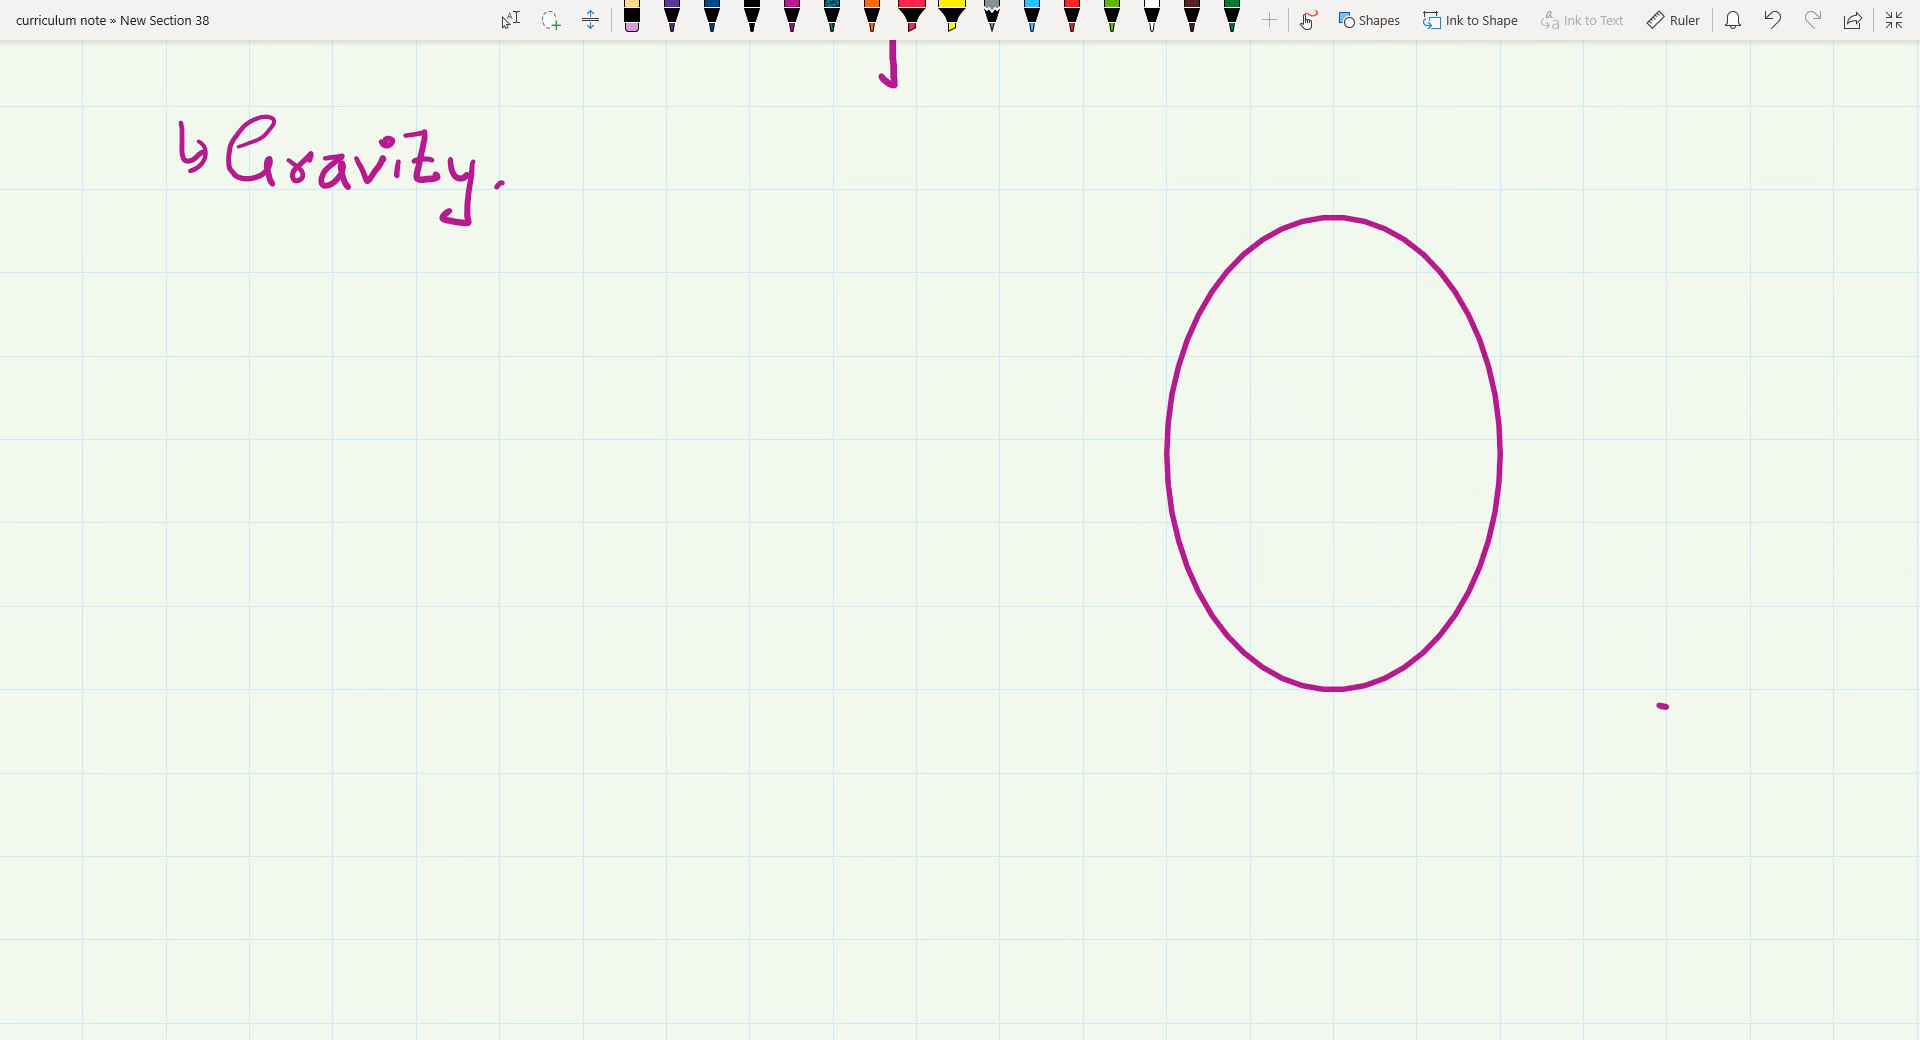 curriculum note » New Section 38
Shapes
Ink to Shape
Ink to Text
Ruler
↳ Gravity.